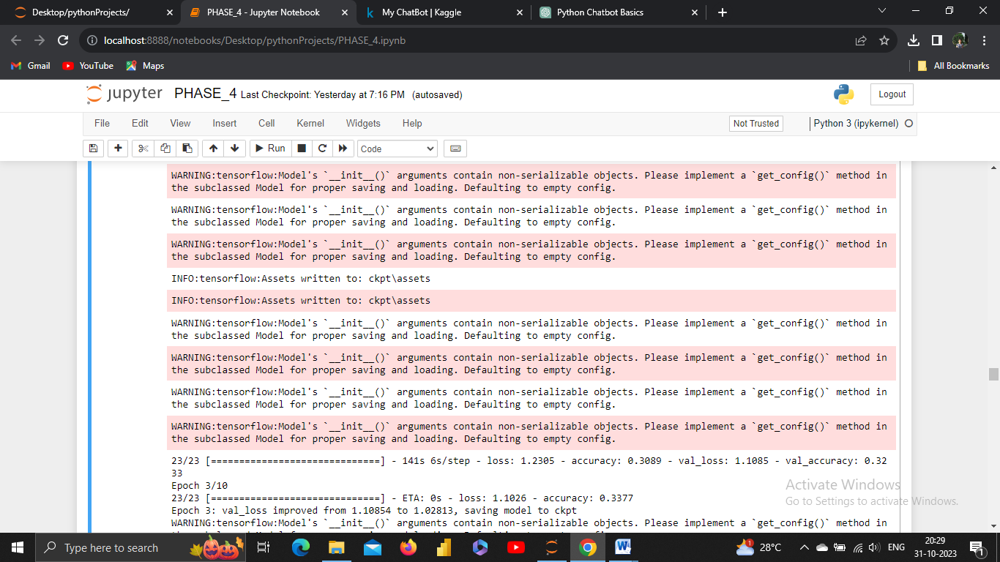 Desktop/pythonProjects/
PHASE_4 - Jupyter Notebook
My ChatBot | Kaggle
Python Chatbot Basics
localhost:8888/notebooks/Desktop/pythonProjects/PHASE_4.ipynb
Gmail
YouTube
Maps
All Bookmarks
jupyter PHASE_4 Last Checkpoint: Yesterday at 7:16 PM (autosaved)
Logout
File Edit View Insert Cell Kernel Widgets Help
Not Trusted
Python 3 (ipykernel)
Run
Code
WARNING:tensorflow:Model's `__init__()` arguments contain non-serializable objects. Please implement a `get_config()` method in
the subclassed Model for proper saving and loading. Defaulting to empty config.
WARNING:tensorflow:Model's `__init__()` arguments contain non-serializable objects. Please implement a `get_config()` method in
the subclassed Model for proper saving and loading. Defaulting to empty config.
WARNING:tensorflow:Model's `__init__()` arguments contain non-serializable objects. Please implement a `get_config()` method in
the subclassed Model for proper saving and loading. Defaulting to empty config.
INFO:tensorflow:Assets written to: ckpt\assets
INFO:tensorflow:Assets written to: ckpt\assets
WARNING:tensorflow:Model's `__init__()` arguments contain non-serializable objects. Please implement a `get_config()` method in
the subclassed Model for proper saving and loading. Defaulting to empty config.
WARNING:tensorflow:Model's `__init__()` arguments contain non-serializable objects. Please implement a `get_config()` method in
the subclassed Model for proper saving and loading. Defaulting to empty config.
WARNING:tensorflow:Model's `__init__()` arguments contain non-serializable objects. Please implement a `get_config()` method in
the subclassed Model for proper saving and loading. Defaulting to empty config.
WARNING:tensorflow:Model's `__init__()` arguments contain non-serializable objects. Please implement a `get_config()` method in
the subclassed Model for proper saving and loading. Defaulting to empty config.
23/23 [==============================] - 141s 6s/step - loss: 1.2305 - accuracy: 0.3089 - val_loss: 1.1085 - val_accuracy: 0.32
33
Epoch 3/10
23/23 [==============================] - ETA: 0s - loss: 1.1026 - accuracy: 0.3377
Epoch 3: val_loss improved from 1.10854 to 1.02813, saving model to ckpt
WARNING:tensorflow:Model's `__init__()` arguments contain non-serializable objects. Please implement a `get_config()` method in
Activate Windows
Go to Settings to activate Windows.
Type here to search
1
28°C
ENG
20:29
31-10-2023
1